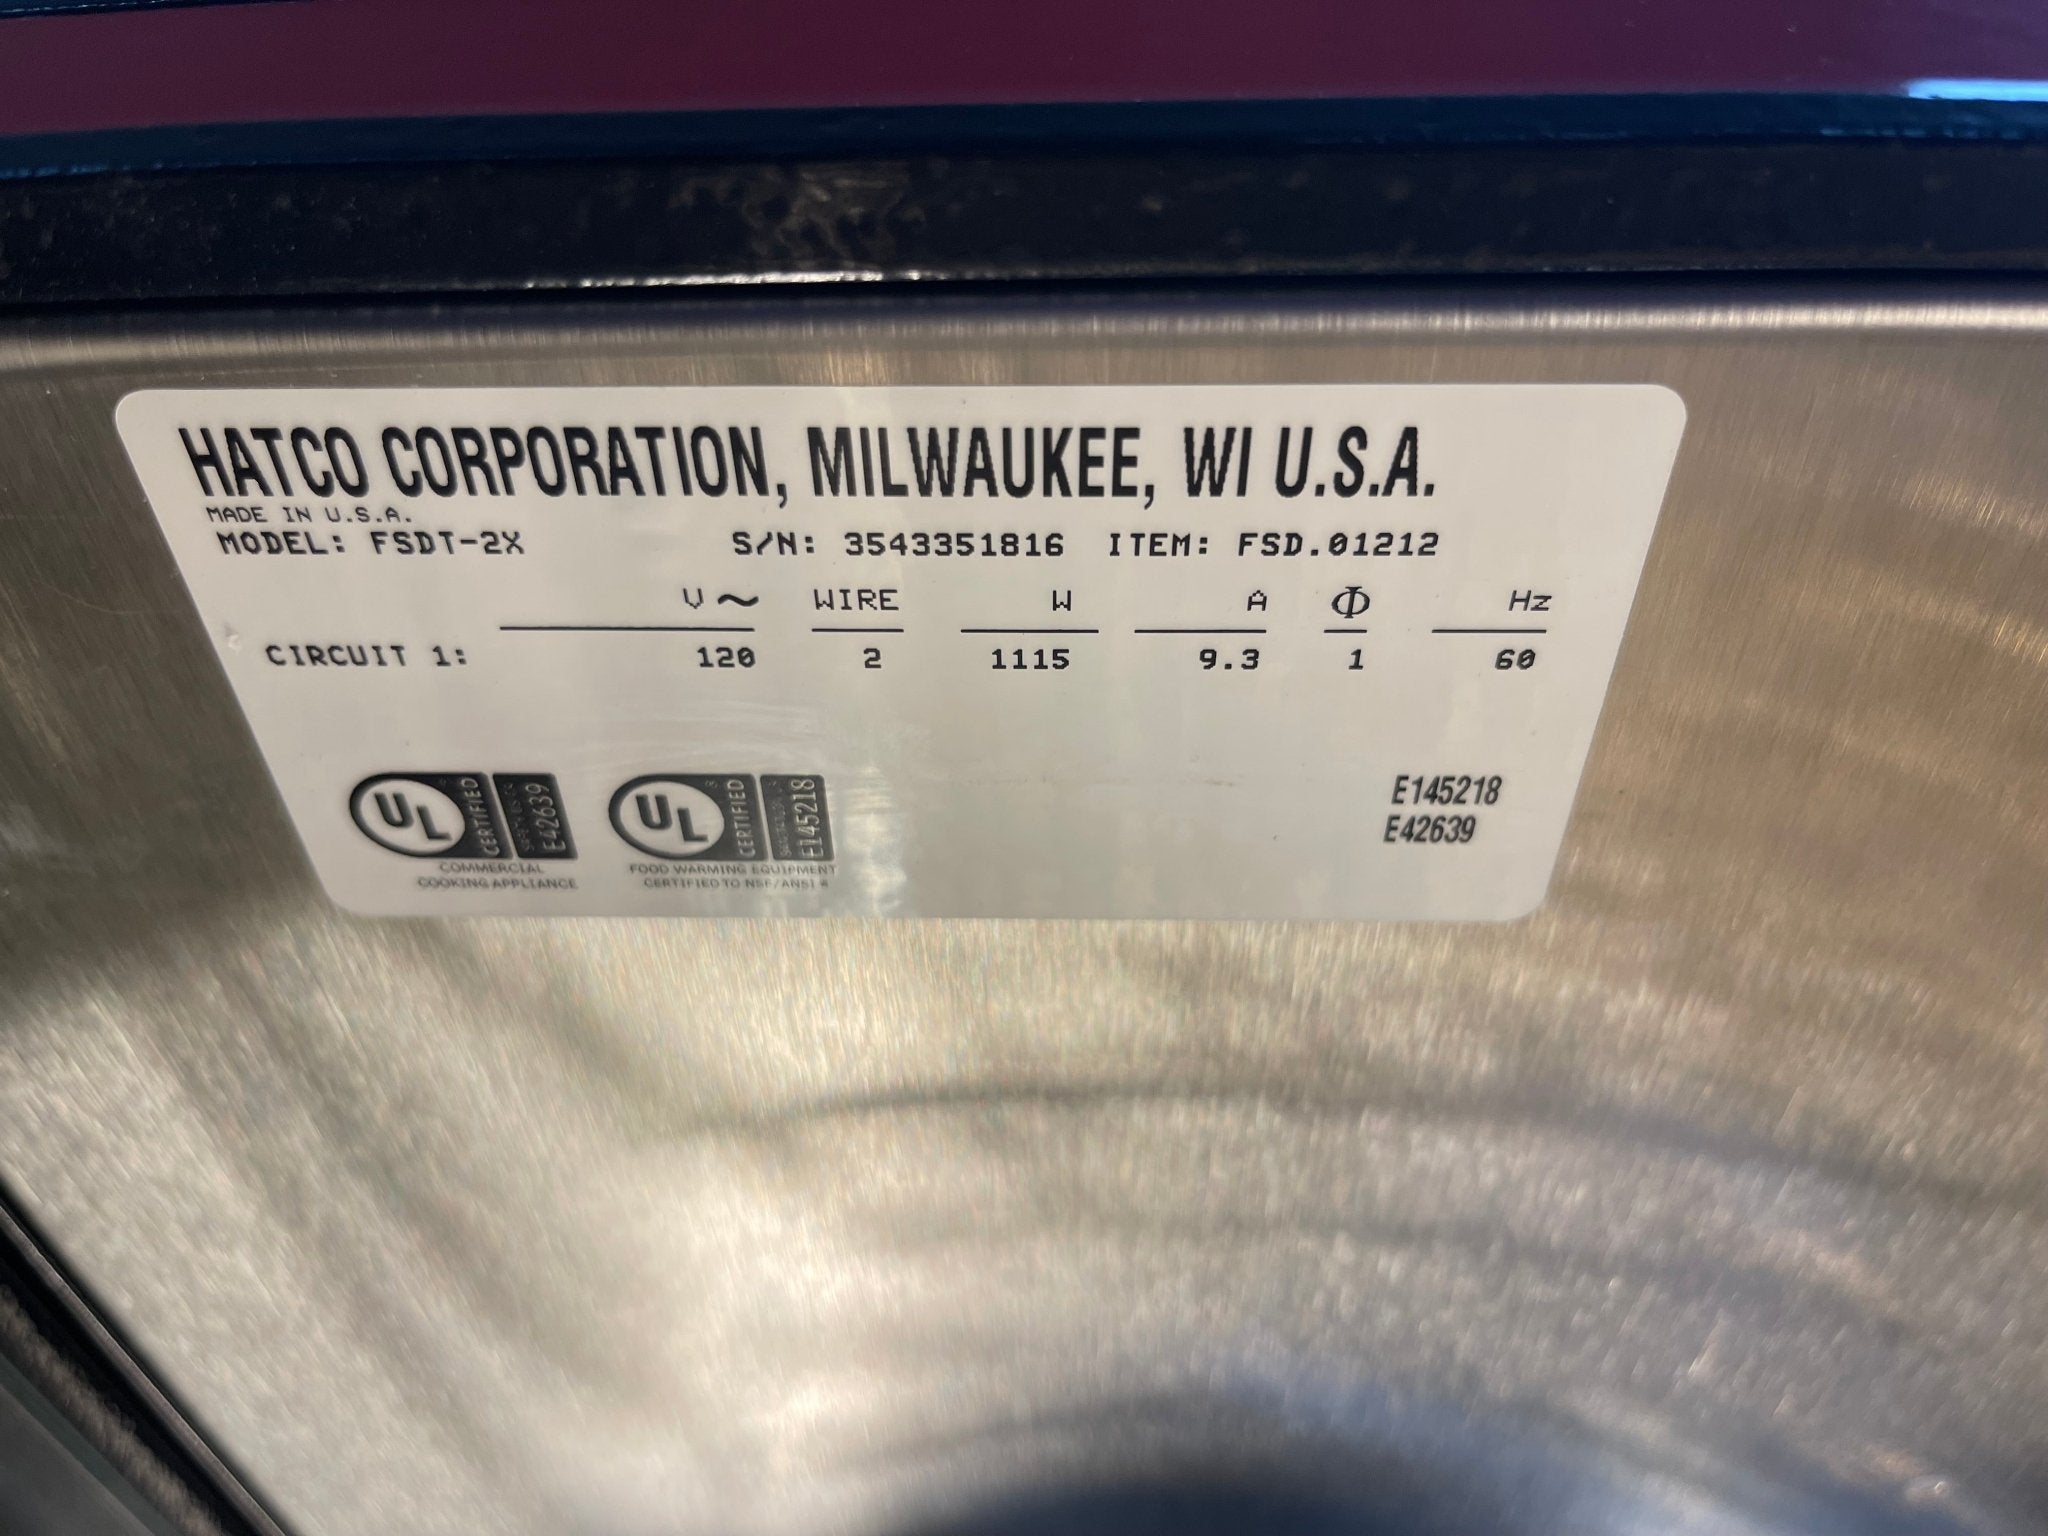 HATCO CORPORATION, MILWAUKEE, WI U.S.A.
MADE IN U.S.A.
MODEL: FSDT-2X S/N: 3543351816 ITEM: FSD.01212
V~ WIRE W A Φ Hz
CIRCUIT 1: 120 2 1115 9.3 1 60
UL CERTIFIED E42639
COMMERCIAL
COOKING APPLIANCE
UL CERTIFIED E145218
FOOD WARMING EQUIPMENT
CERTIFIED TO NSF/ANSI 4
E145218
E42639